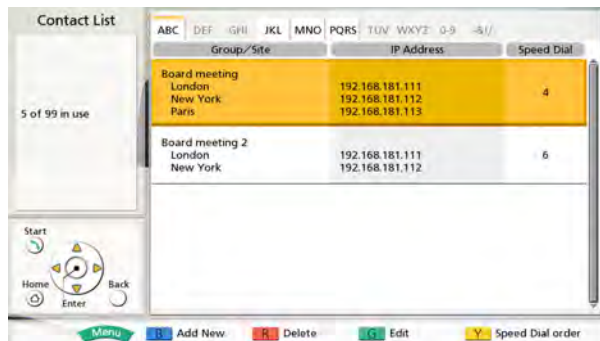 Contact List
ABC DEF GHI JKL MNO PQRS TUV WXYZ 0-9 -&!/
Group/Site IP Address Speed Dial
Board meeting
London 192.168.181.111
New York 192.168.181.112
Paris 192.168.181.113
4
5 of 99 in use
Board meeting 2
London 192.168.181.111
New York 192.168.181.112
6
Start
Home
Back
Enter
Menu B Add New R Delete G Edit Y Speed Dial order